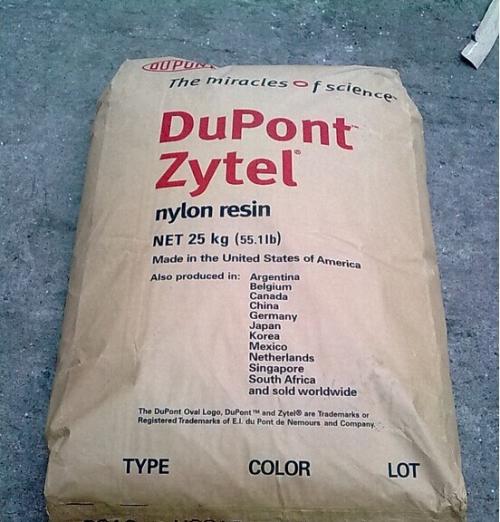 DUPONT
The miracles of science™
DuPont™
Zytel®
nylon resin
NET 25 kg (55.1lb)
Made in the United States of America
Also produced in: Argentina
Belgium
Canada
China
Germany
Japan
Korea
Mexico
Netherlands
Singapore
South Africa
and sold worldwide
The DuPont Oval Logo, DuPont™ and Zytel® are Trademarks or
Registered Trademarks of E.I. du Pont de Nemours and Company.
TYPE COLOR LOT